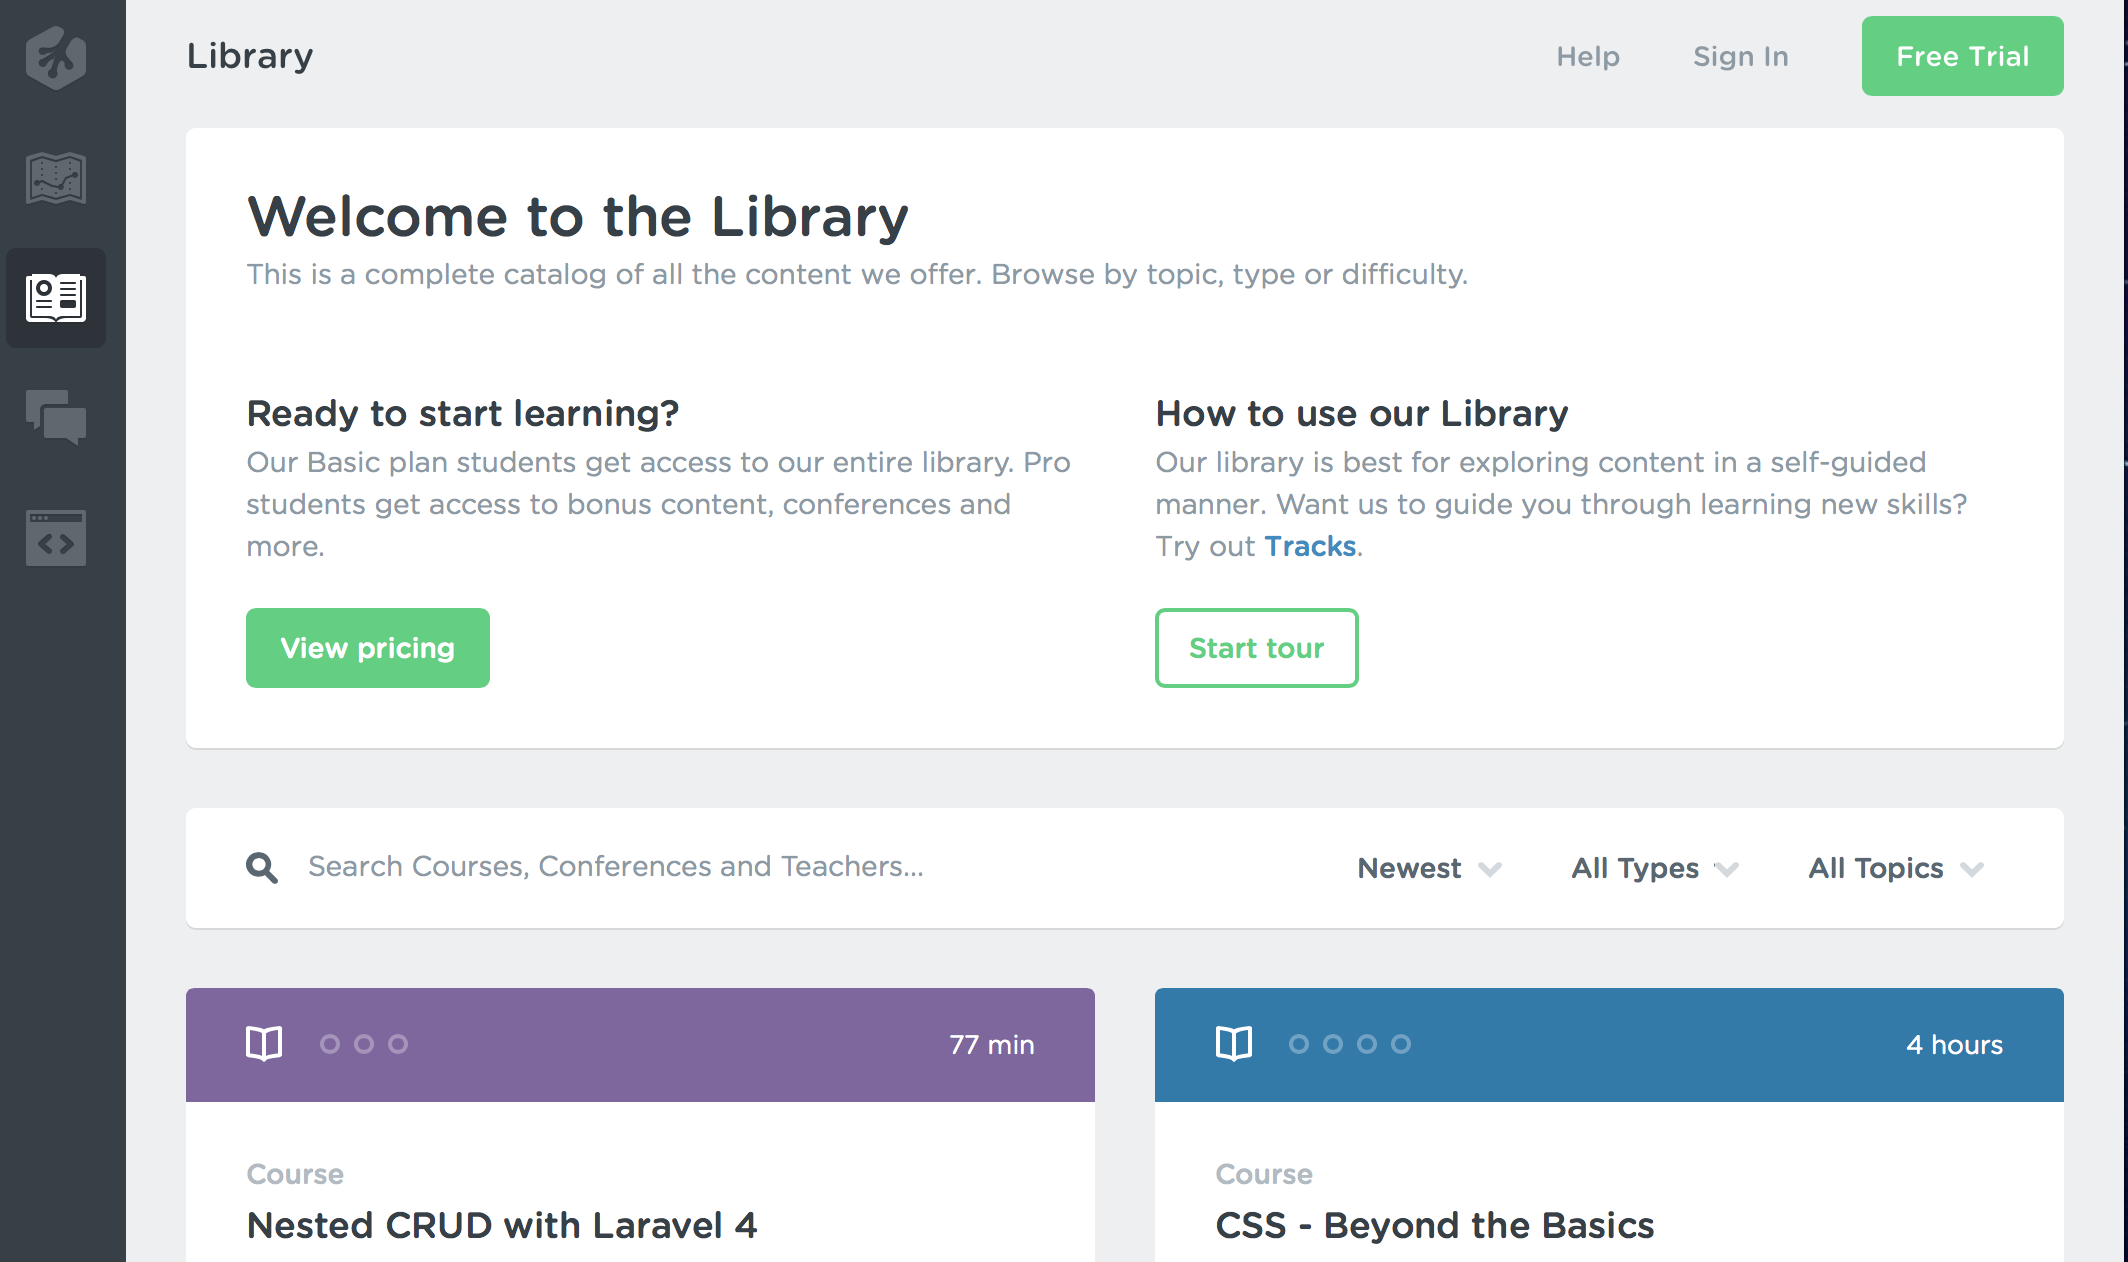 Library
Help
Sign In
Free Trial
Welcome to the Library
This is a complete catalog of all the content we offer. Browse by topic, type or difficulty.
Ready to start learning?
Our Basic plan students get access to our entire library. Pro
students get access to bonus content, conferences and
more.
View pricing
How to use our Library
Our library is best for exploring content in a self-guided
manner. Want us to guide you through learning new skills?
Try out Tracks.
Start tour
Search Courses, Conferences and Teachers...
Newest
All Types
All Topics
77 min
Course
Nested CRUD with Laravel 4
4 hours
Course
CSS - Beyond the Basics